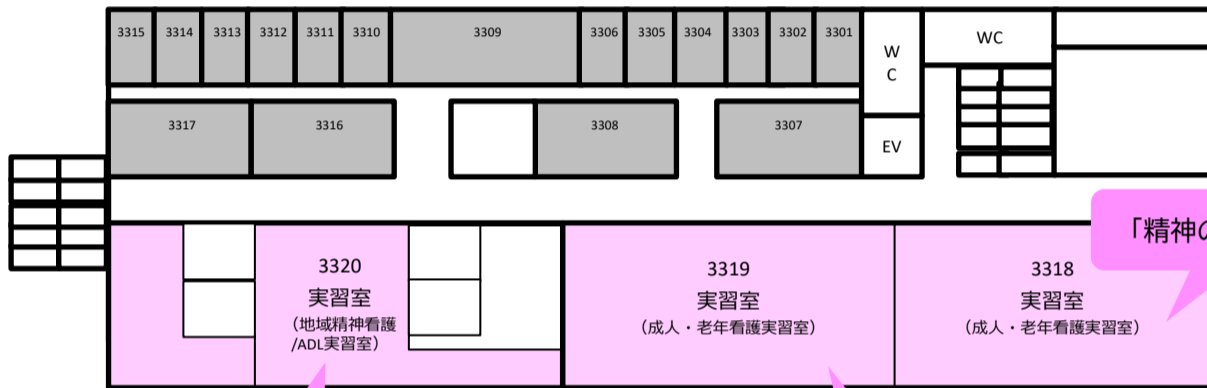 3315
3314
3313
3312
3311
3310
3309
3306
3305
3304
3303
3302
3301
W
C
WC
3317
3316
3308
3307
EV
「精神の
3320
実習室
（地域精神看護
/ADL実習室）
3319
実習室
（成人・老年看護実習室）
3318
実習室
（成人・老年看護実習室）